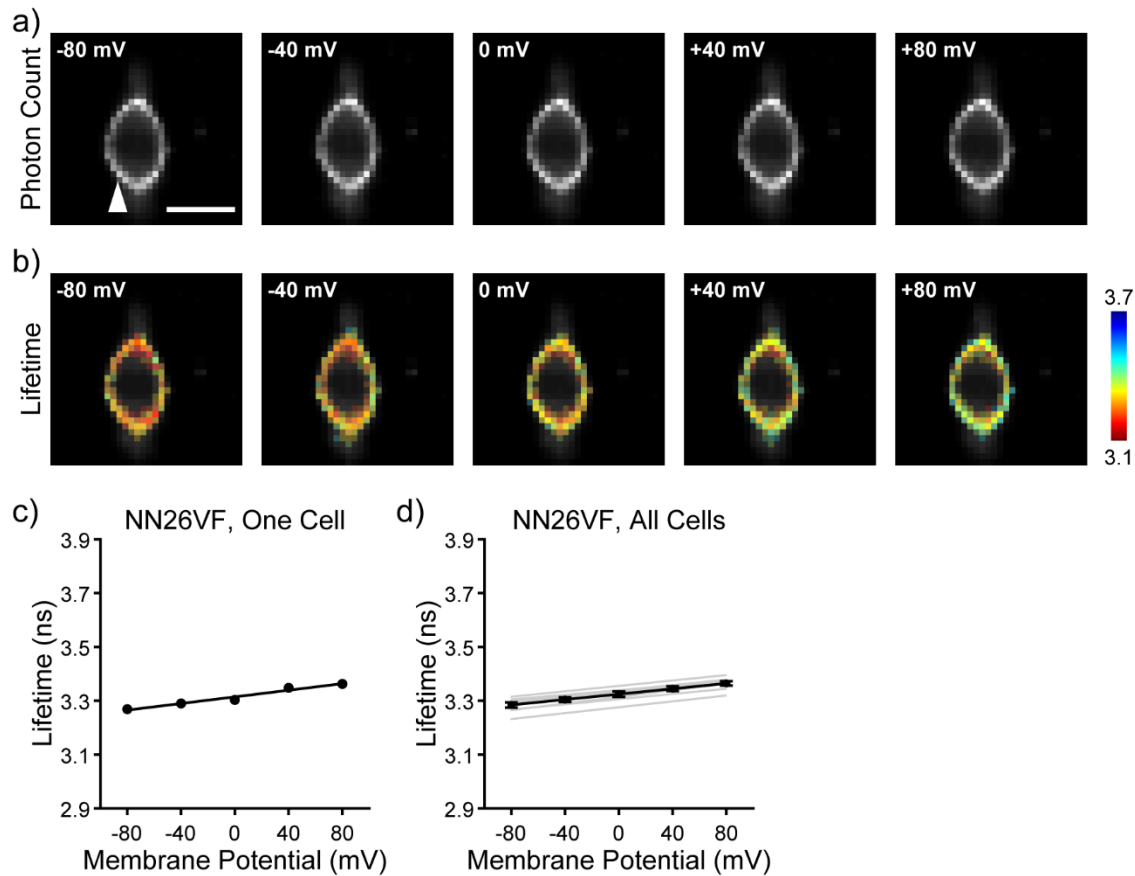 a)
Photon Count
-80 mV
-40 mV
0 mV
+40 mV
+80 mV
b)
Lifetime
-80 mV
-40 mV
0 mV
+40 mV
+80 mV
3.7
3.1
c)
NN26VF, One Cell
3.9
3.7
3.5
3.3
3.1
2.9
Lifetime (ns)
-80
-40
0
40
80
Membrane Potential (mV)
d)
NN26VF, All Cells
3.9
3.7
3.5
3.3
3.1
2.9
Lifetime (ns)
-80
-40
0
40
80
Membrane Potential (mV)